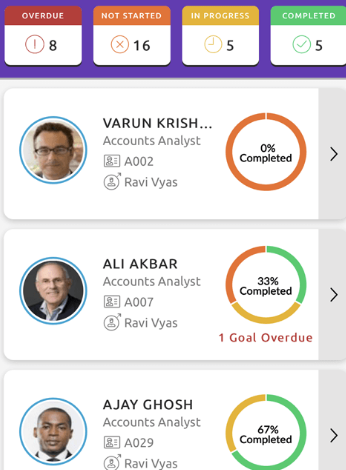 OVERDUE
8
NOT STARTED
16
IN PROGRESS
5
COMPLETED
5
VARUN KRISH...
Accounts Analyst
A002
Ravi Vyas
0%
Completed
ALI AKBAR
Accounts Analyst
A007
Ravi Vyas
33%
Completed
1 Goal Overdue
AJAY GHOSH
Accounts Analyst
A029
Ravi Vyas
67%
Completed